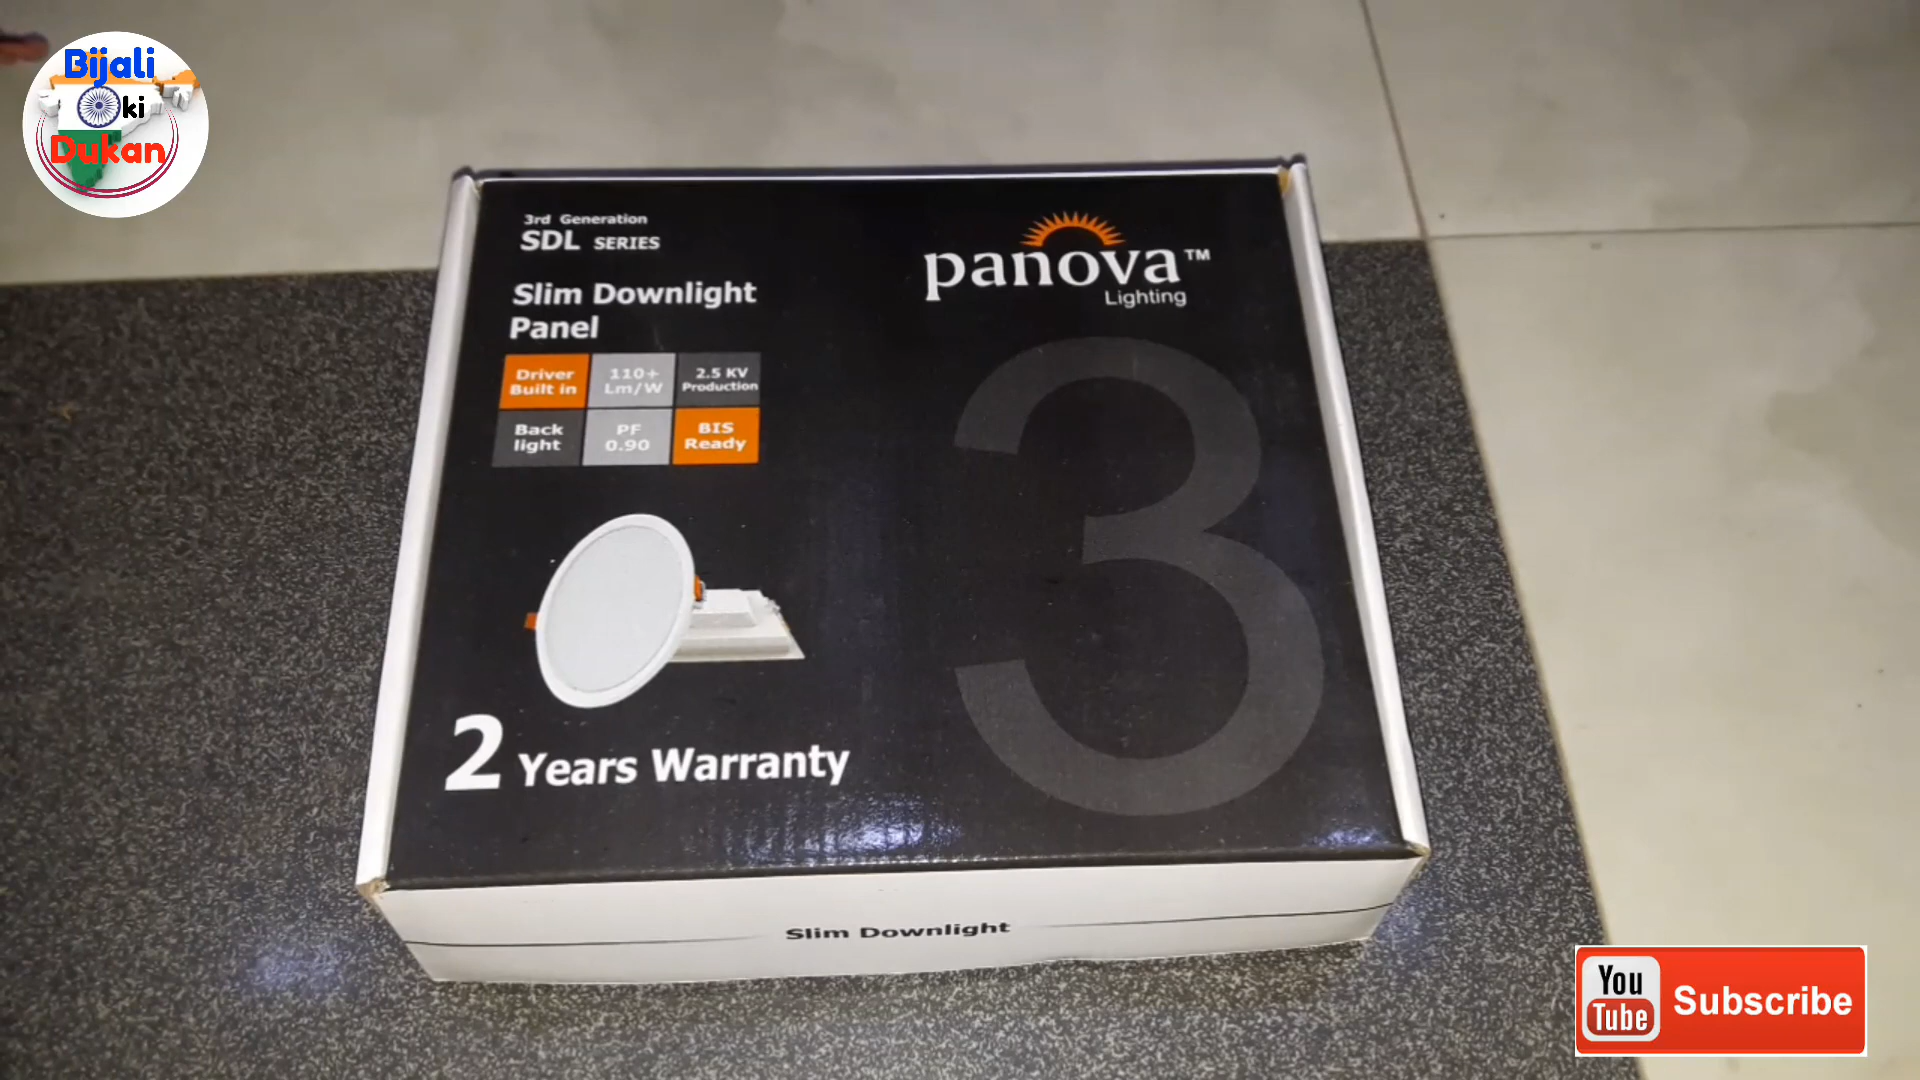 Bijali
ki
Dukan
3rd Generation
SDL SERIES
Slim Downlight
Panel
Driver
Built in
110+
Lm/W
2.5 KV
Production
Back
light
PF
0.90
BIS
Ready
panova™
Lighting
3
2 Years Warranty
Slim Downlight
You
Tube
Subscribe